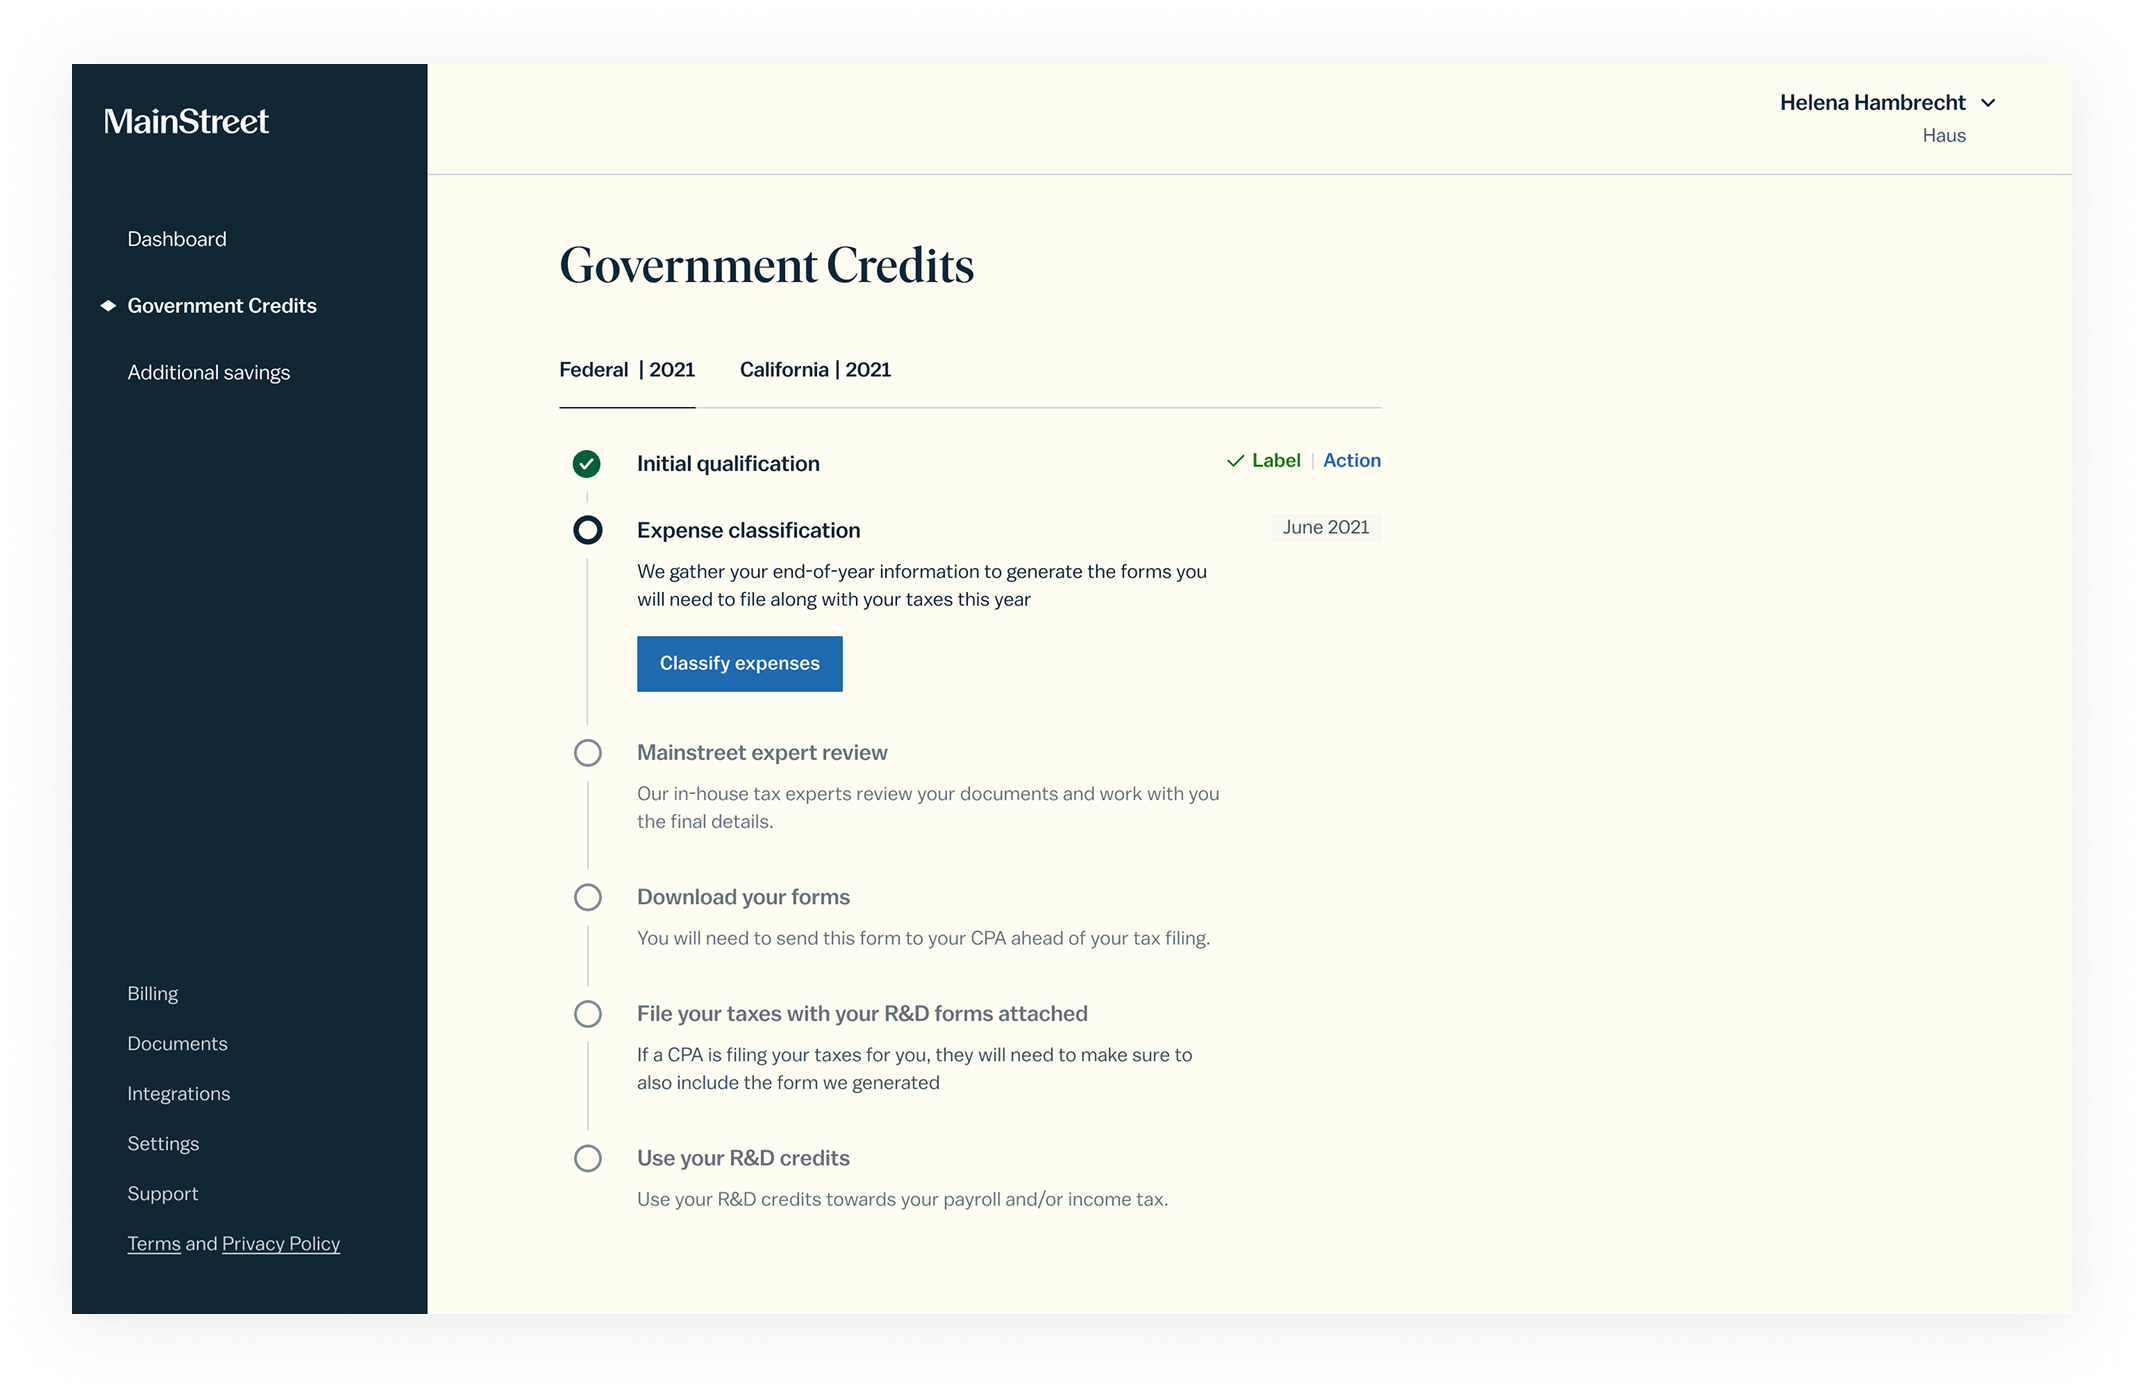 MainStreet
Dashboard
Government Credits
Additional savings
Billing
Documents
Integrations
Settings
Support
Terms and Privacy Policy
Helena Hambrecht
Haus
Government Credits
Federal | 2021
California | 2021
Initial qualification
Label | Action
Expense classification
June 2021
We gather your end-of-year information to generate the forms you
will need to file along with your taxes this year
Classify expenses
Mainstreet expert review
Our in-house tax experts review your documents and work with you
the final details.
Download your forms
You will need to send this form to your CPA ahead of your tax filing.
File your taxes with your R&D forms attached
If a CPA is filing your taxes for you, they will need to make sure to
also include the form we generated
Use your R&D credits
Use your R&D credits towards your payroll and/or income tax.